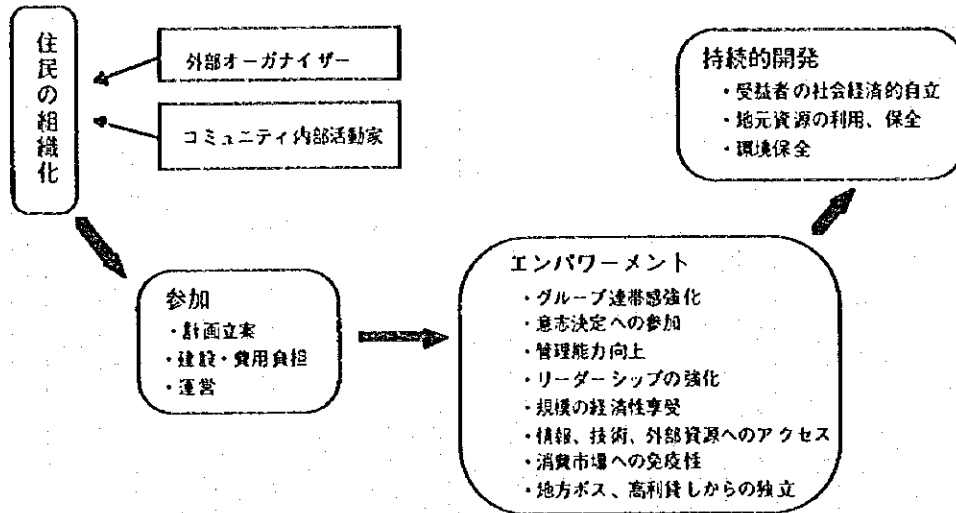 住民の組織化
外部オーガナイザー
コミュニティ内部活動家
参加
・計画立案
・建設・費用負担
・運営
エンパワーメント
・グループ連帯感強化
・意志決定への参加
・管理能力向上
・リーダーシップの強化
・規模の経済性享受
・情報、技術、外部資源へのアクセス
・消費市場への免疫性
・地方ボス、高利貸しからの独立
持続的開発
・受益者の社会経済的自立
・地元資源の利用、保全
・環境保全